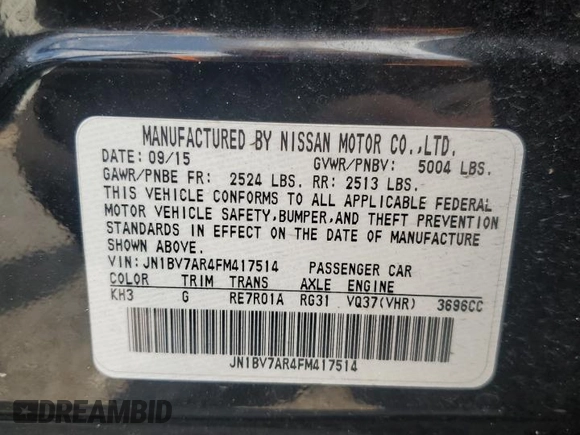 MANUFACTURED BY NISSAN MOTOR CO.,LTD.
DATE: 09/15 GVWR/PNBV: 5004 LBS.
GAWR/PNBE FR: 2524 LBS. RR: 2513 LBS.
THIS VEHICLE CONFORMS TO ALL APPLICABLE FEDERAL
MOTOR VEHICLE SAFETY,BUMPER,AND THEFT PREVENTION
STANDARDS IN EFFECT ON THE DATE OF MANUFACTURE
SHOWN ABOVE.
VIN: JN1BV7AR4FM417514 PASSENGER CAR
COLOR TRIM TRANS AXLE ENGINE
KH3 G RE7R01A RG31 VQ37(VHR) 3696CC
JN1BV7AR4FM417514
DREAMBID